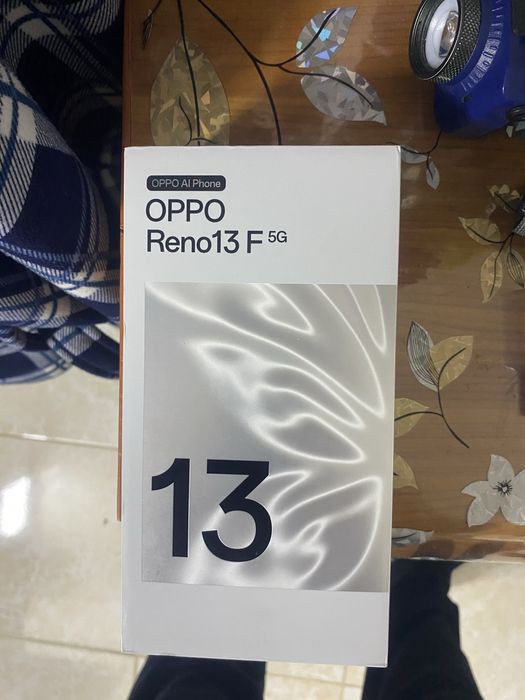 OPPO AI Phone
OPPO
Reno13 F 5G
13